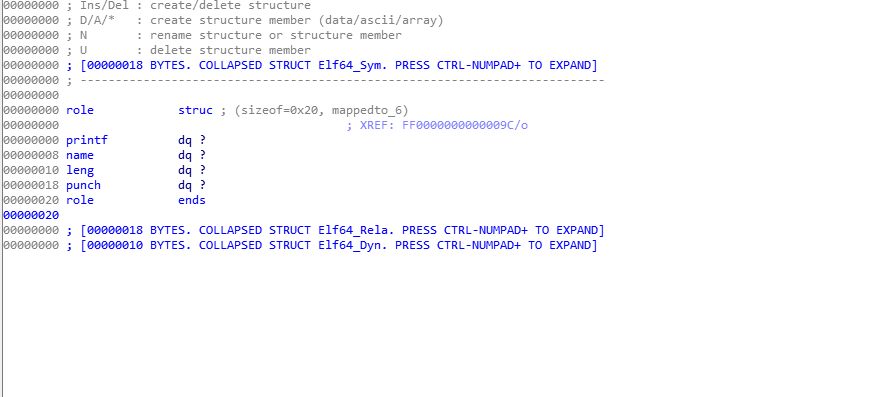 00000000 ; Ins/Del : create/delete structure
00000000 ; D/A/*   : create structure member (data/ascii/array)
00000000 ; N       : rename structure or structure member
00000000 ; U       : delete structure member
00000000 ; [00000018 BYTES. COLLAPSED STRUCT Elf64_Sym. PRESS CTRL-NUMPAD+ TO EXPAND]
00000000 ; ---------------------------------------------------------------------------
00000000
00000000 role            struc ; (sizeof=0x20, mappedto_6)
00000000                                         ; XREF: FF0000000000009C/o
00000000 printf          dq ?
00000008 name            dq ?
00000010 leng            dq ?
00000018 punch           dq ?
00000020 role            ends
00000020
00000000 ; [00000018 BYTES. COLLAPSED STRUCT Elf64_Rela. PRESS CTRL-NUMPAD+ TO EXPAND]
00000000 ; [00000010 BYTES. COLLAPSED STRUCT Elf64_Dyn. PRESS CTRL-NUMPAD+ TO EXPAND]